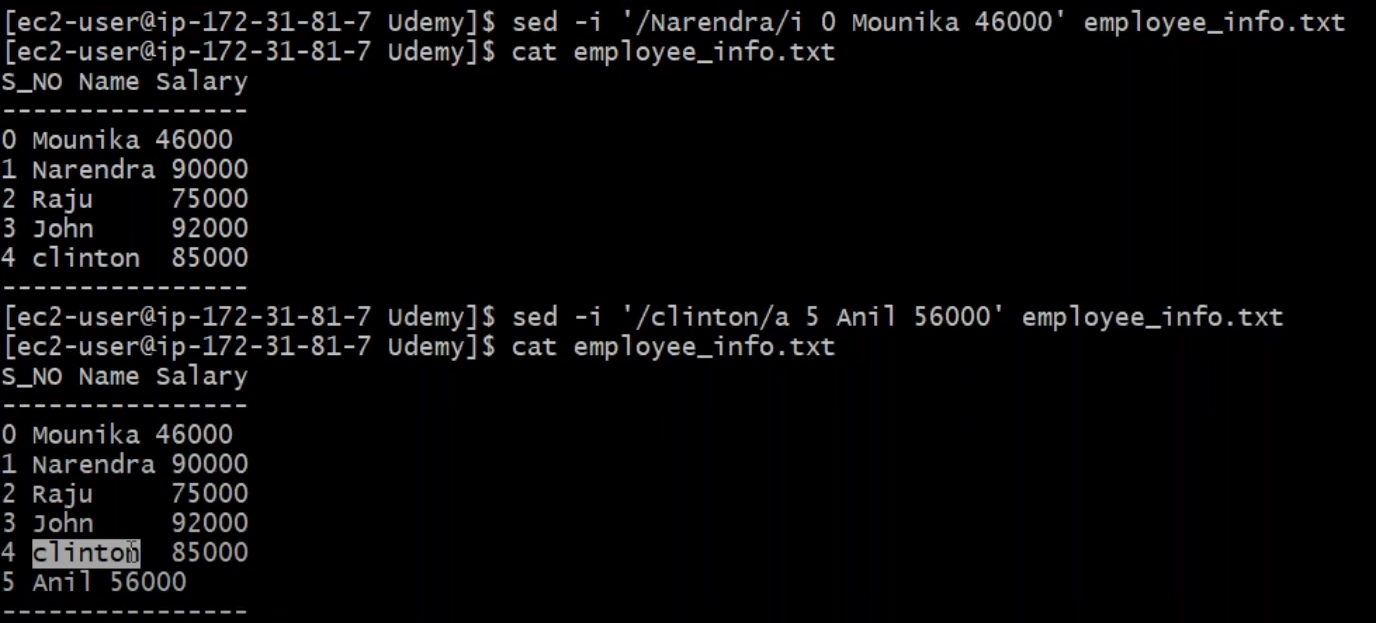 [ec2-user@ip-172-31-81-7 Udemy]$ sed -i '/Narendra/i 0 Mounika 46000' employee_info.txt
[ec2-user@ip-172-31-81-7 Udemy]$ cat employee_info.txt
S_NO Name Salary
----------------
0 Mounika 46000
1 Narendra 90000
2 Raju     75000
3 John     92000
4 clinton  85000
----------------
[ec2-user@ip-172-31-81-7 Udemy]$ sed -i '/clinton/a 5 Anil 56000' employee_info.txt
[ec2-user@ip-172-31-81-7 Udemy]$ cat employee_info.txt
S_NO Name Salary
----------------
0 Mounika 46000
1 Narendra 90000
2 Raju     75000
3 John     92000
4 clinton  85000
5 Anil 56000
----------------